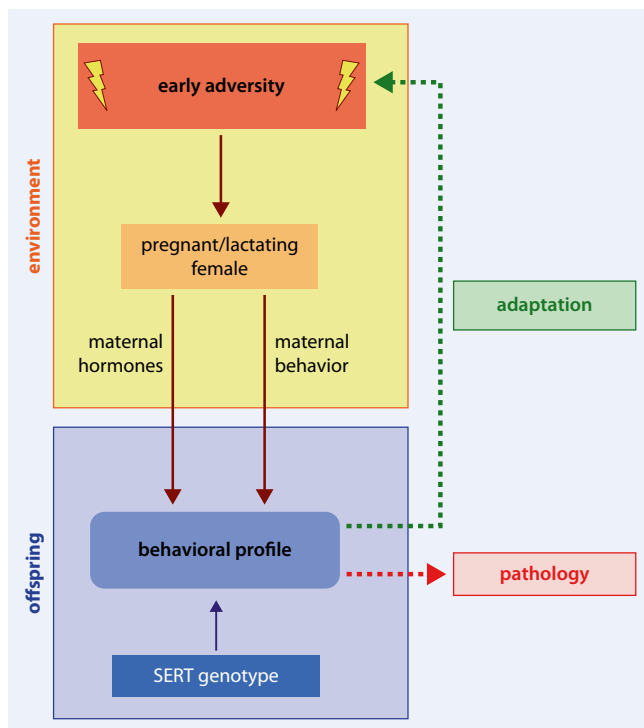 early adversity
environment
pregnant/lactating
female
adaptation
maternal
hormones
maternal
behavior
offspring
behavioral profile
pathology
SERT genotype